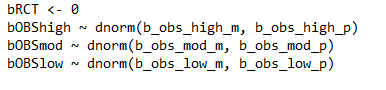 bRCT <- 0
bOBShigh ~ dnorm(b_obs_high_m, b_obs_high_p)
bOBSmod ~ dnorm(b_obs_mod_m, b_obs_mod_p)
bOBSlow ~ dnorm(b_obs_low_m, b_obs_low_p)